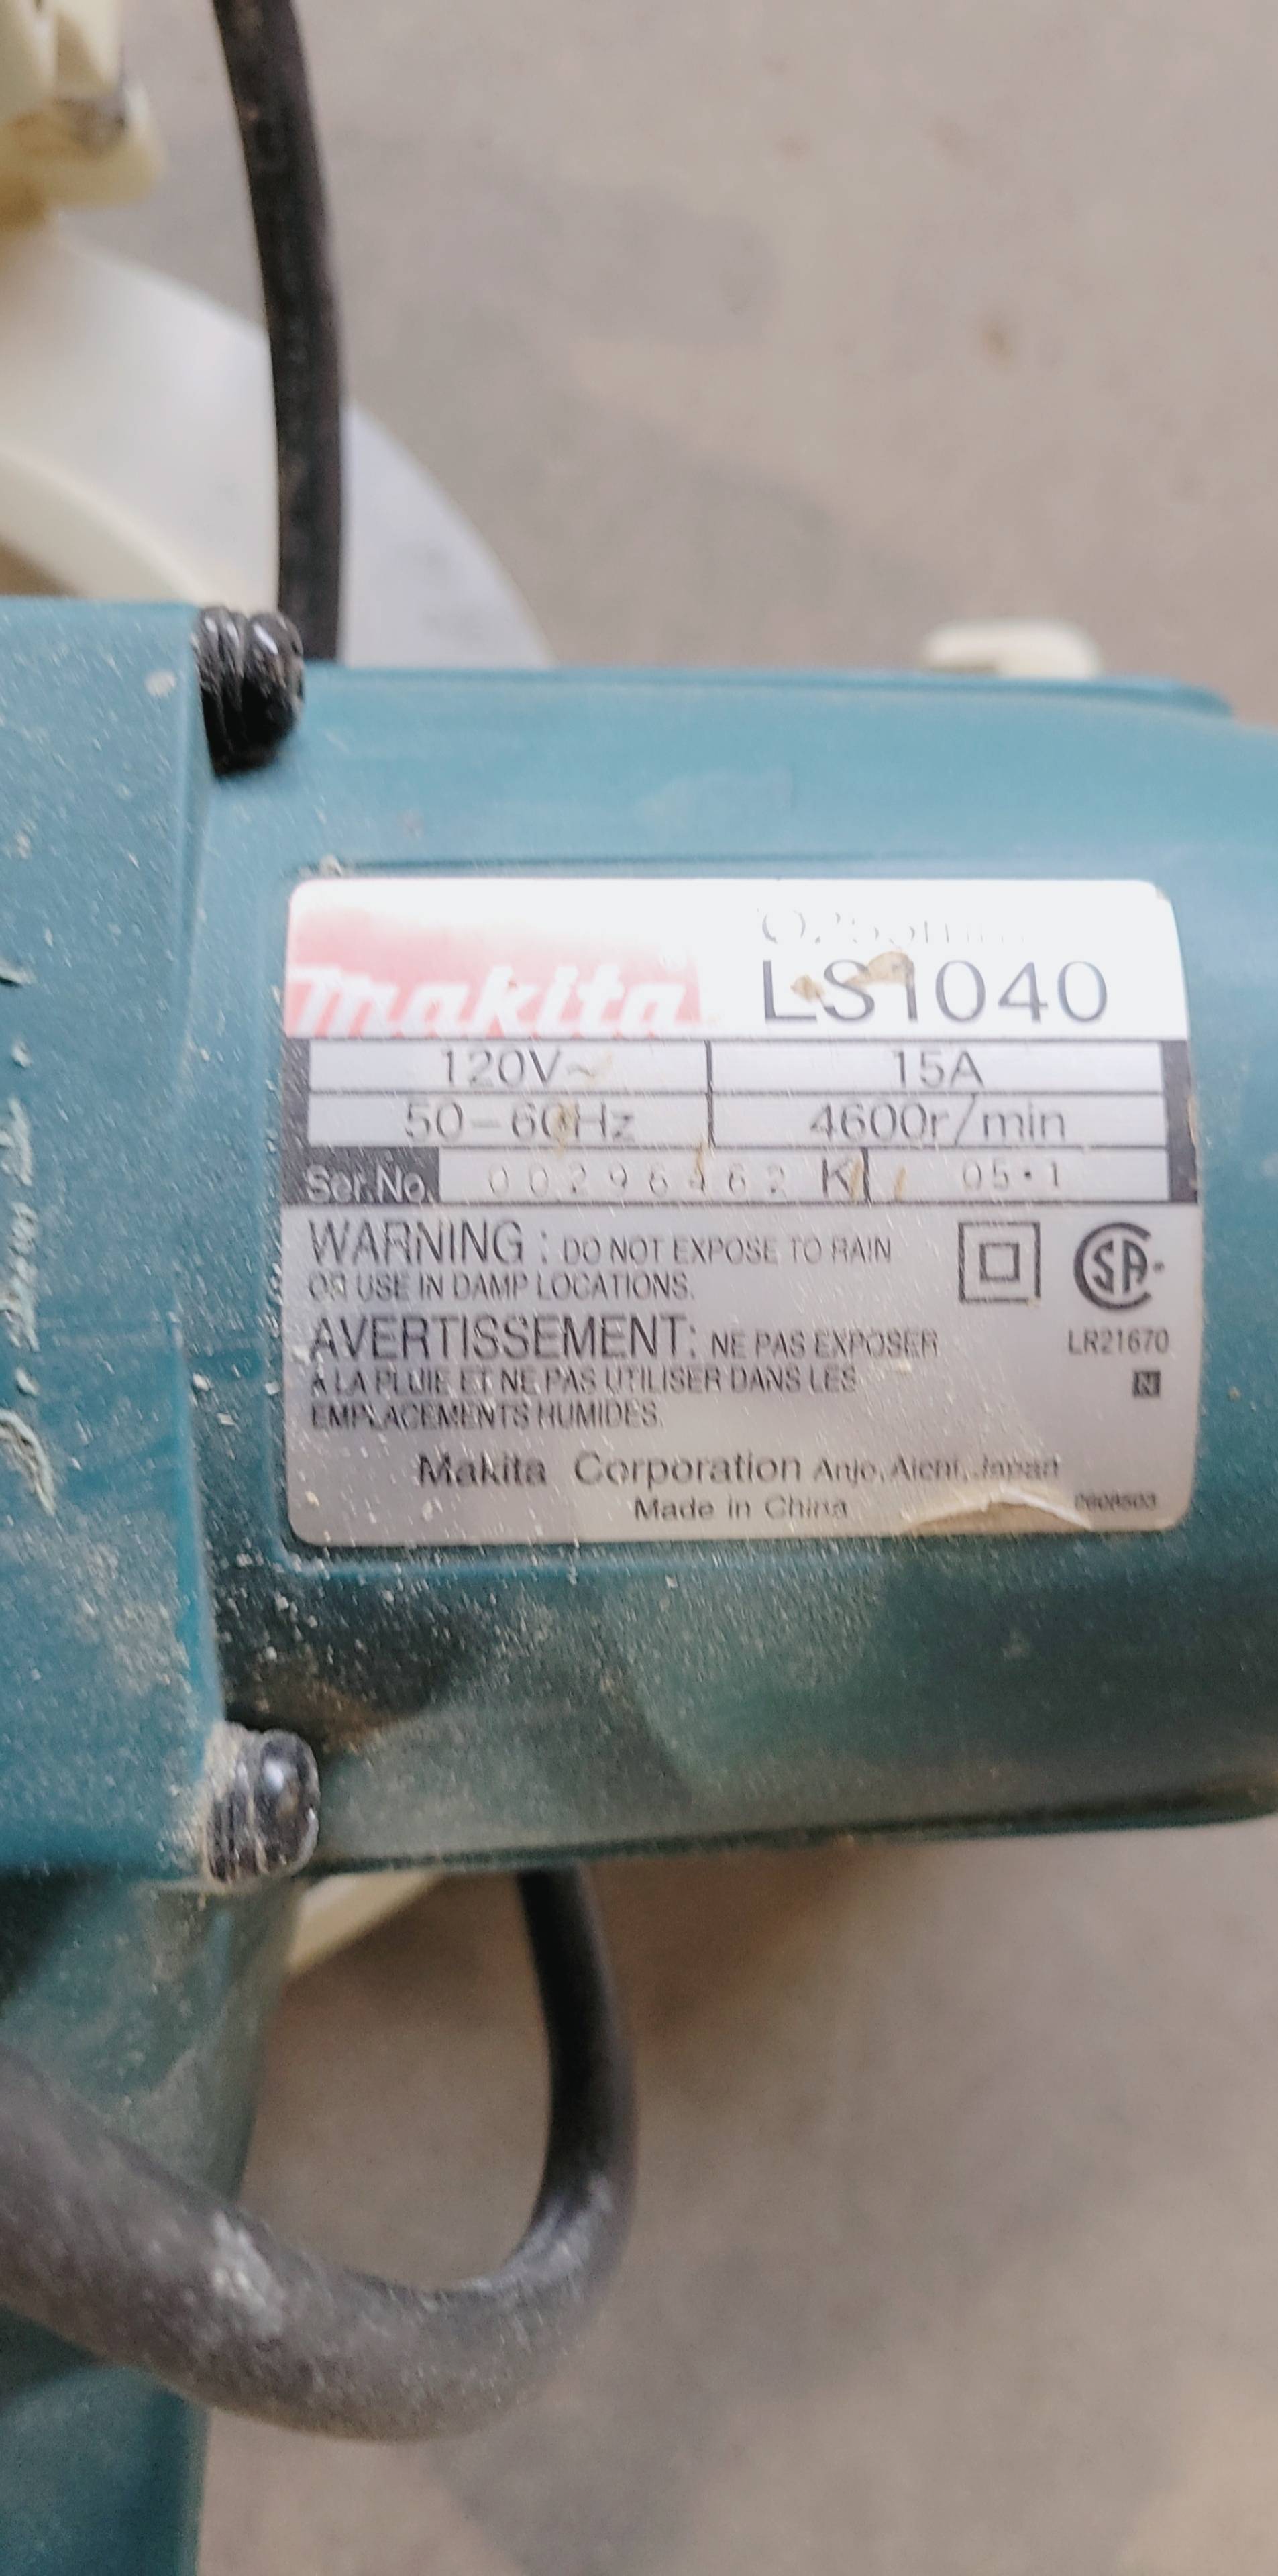 makita
LS1040
120V~ 15A
50-60Hz 4600r/min
Ser.No. K 05•1
WARNING : DO NOT EXPOSE TO RAIN
OR USE IN DAMP LOCATIONS.
AVERTISSEMENT: NE PAS EXPOSER
À LA PLUIE ET NE PAS UTILISER DANS LES
EMPLACEMENTS HUMIDES.
LR21670
N
Makita Corporation Anjo, Aichi, Japan
Made in China